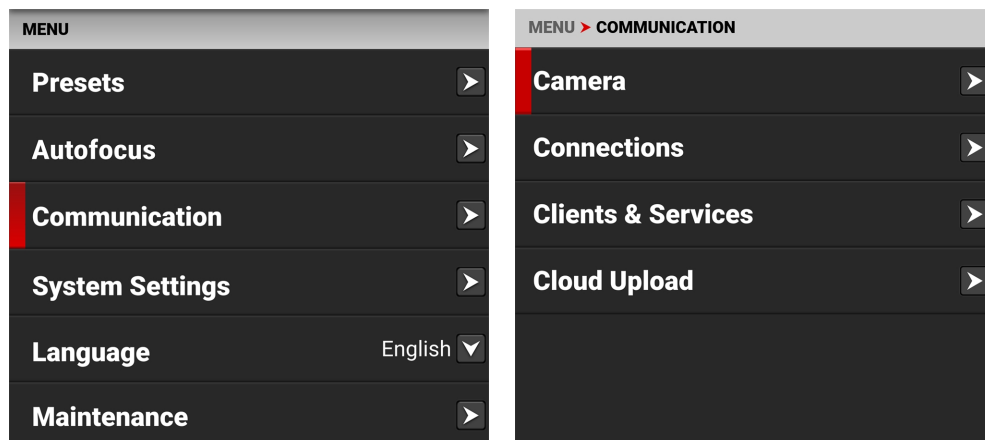 MENU
Presets
Autofocus
Communication
System Settings
Language English
Maintenance
MENU COMMUNICATION
Camera
Connections
Clients & Services
Cloud Upload